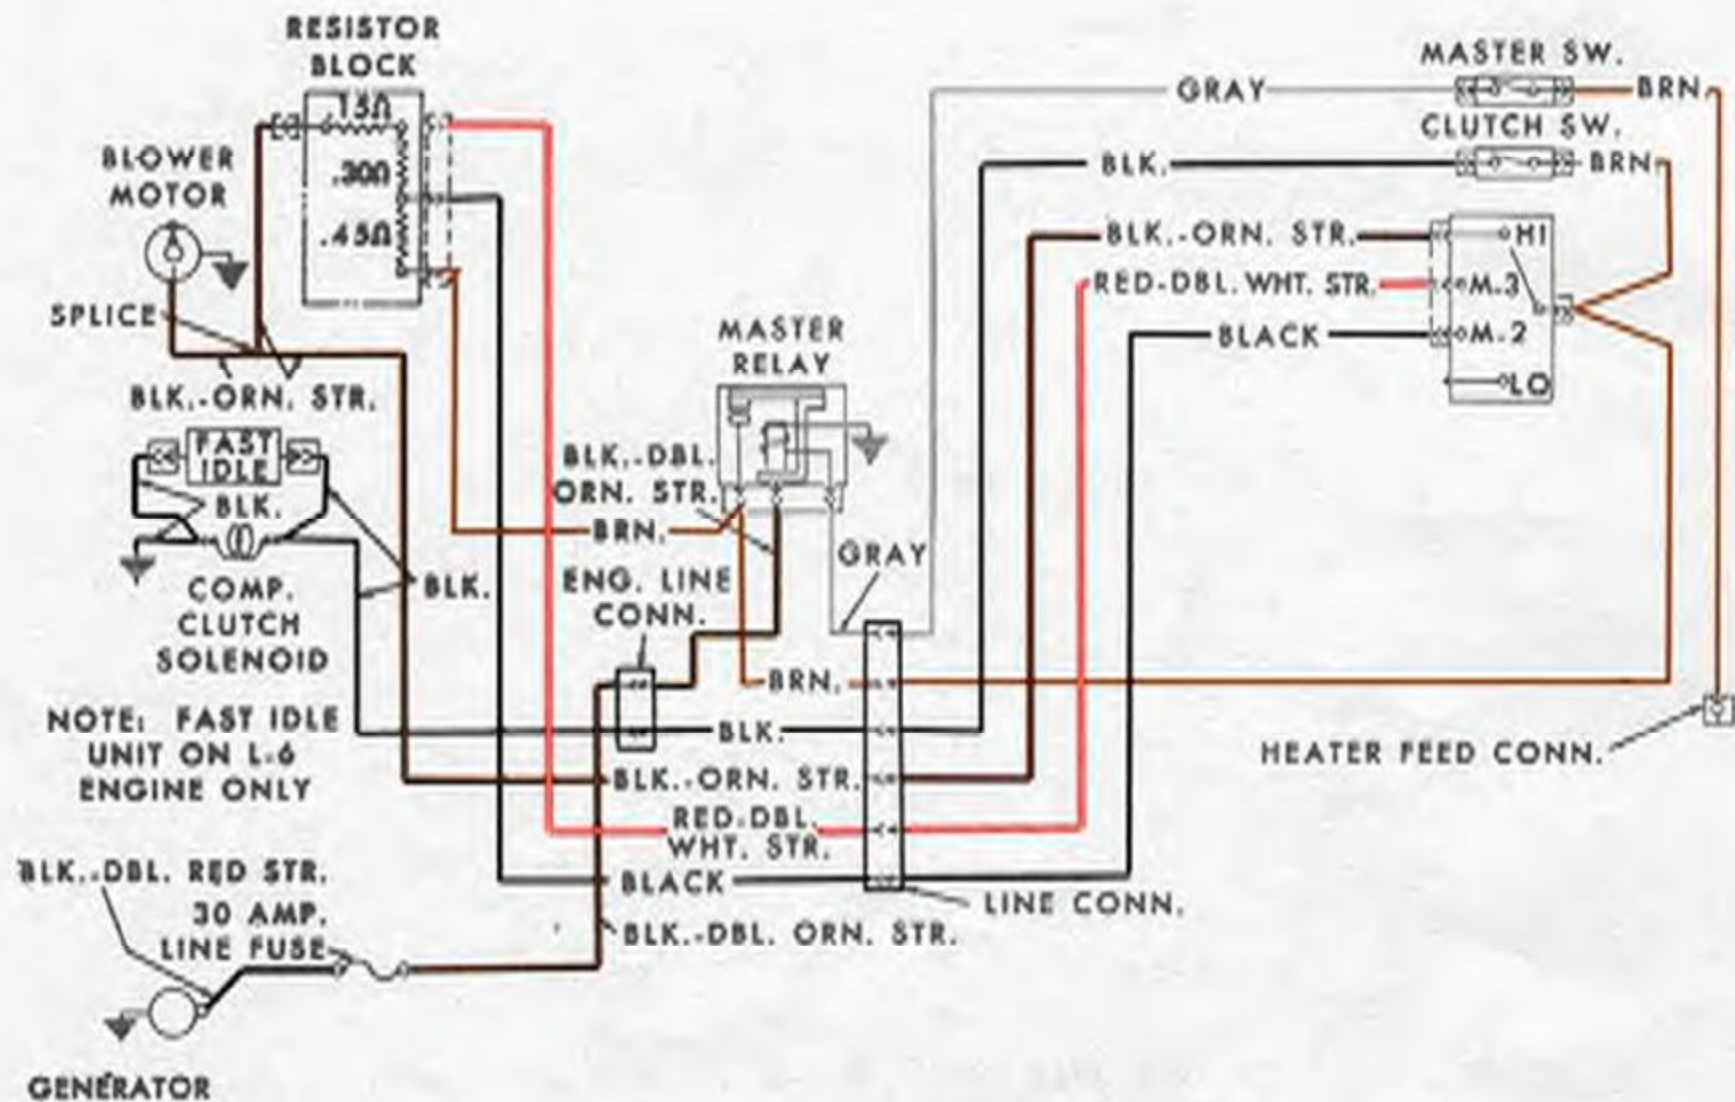 RESISTOR
BLOCK
.15Ω
.30Ω
.45Ω
BLOWER
MOTOR
SPLICE
BLK.-ORN. STR.
FAST
IDLE
BLK.
COMP.
CLUTCH
SOLENOID
BLK.
NOTE: FAST IDLE
UNIT ON L-6
ENGINE ONLY
BLK.-DBL. RED STR.
30 AMP.
LINE FUSE
GENERATOR
MASTER
RELAY
BLK.-DBL.
ORN. STR.
BRN.
ENG. LINE
CONN.
GRAY
BRN.
BLK.
BLK.-ORN. STR.
RED-DBL.
WHT. STR.
BLACK
BLK.-DBL. ORN. STR.
LINE CONN.
GRAY
MASTER SW.
BRN.
CLUTCH SW.
BLK.
BRN.
BLK.-ORN. STR.
HI
RED-DBL. WHT. STR.
M.3
BLACK
M.2
LO
HEATER FEED CONN.